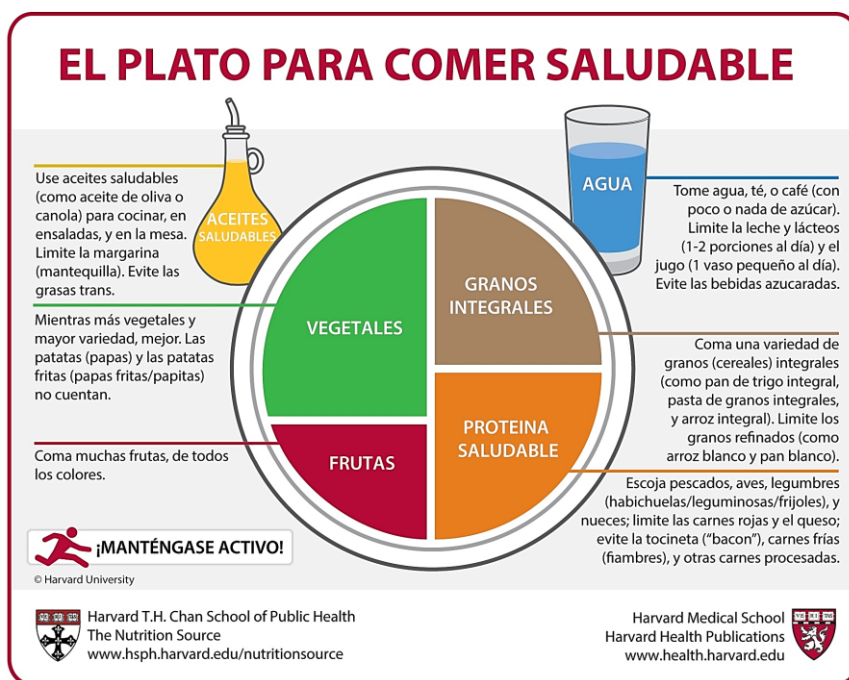 EL PLATO PARA COMER SALUDABLE
Use aceites saludables
(como aceite de oliva o
canola) para cocinar, en
ensaladas, y en la mesa.
Limite la margarina
(mantequilla). Evite las
grasas trans.
ACEITES
SALUDABLES
AGUA
Tome agua, té, o café (con
poco o nada de azúcar).
Limite la leche y lácteos
(1-2 porciones al día) y el
jugo (1 vaso pequeño al día).
Evite las bebidas azucaradas.
Mientras más vegetales y
mayor variedad, mejor. Las
patatas (papas) y las patatas
fritas (papas fritas/papitas)
no cuentan.
VEGETALES
GRANOS
INTEGRALES
Coma una variedad de
granos (cereales) integrales
(como pan de trigo integral,
pasta de granos integrales,
y arroz integral). Limite los
granos refinados (como
arroz blanco y pan blanco).
Coma muchas frutas, de todos
los colores.
FRUTAS
PROTEINA
SALUDABLE
Escoja pescados, aves, legumbres
(habichuelas/leguminosas/frijoles), y
nueces; limite las carnes rojas y el queso;
evite la tocineta (“bacon”), carnes frías
(fiambres), y otras carnes procesadas.
¡MANTÉNGASE ACTIVO!
© Harvard University
Harvard T.H. Chan School of Public Health
The Nutrition Source
www.hsph.harvard.edu/nutritionsource
Harvard Medical School
Harvard Health Publications
www.health.harvard.edu